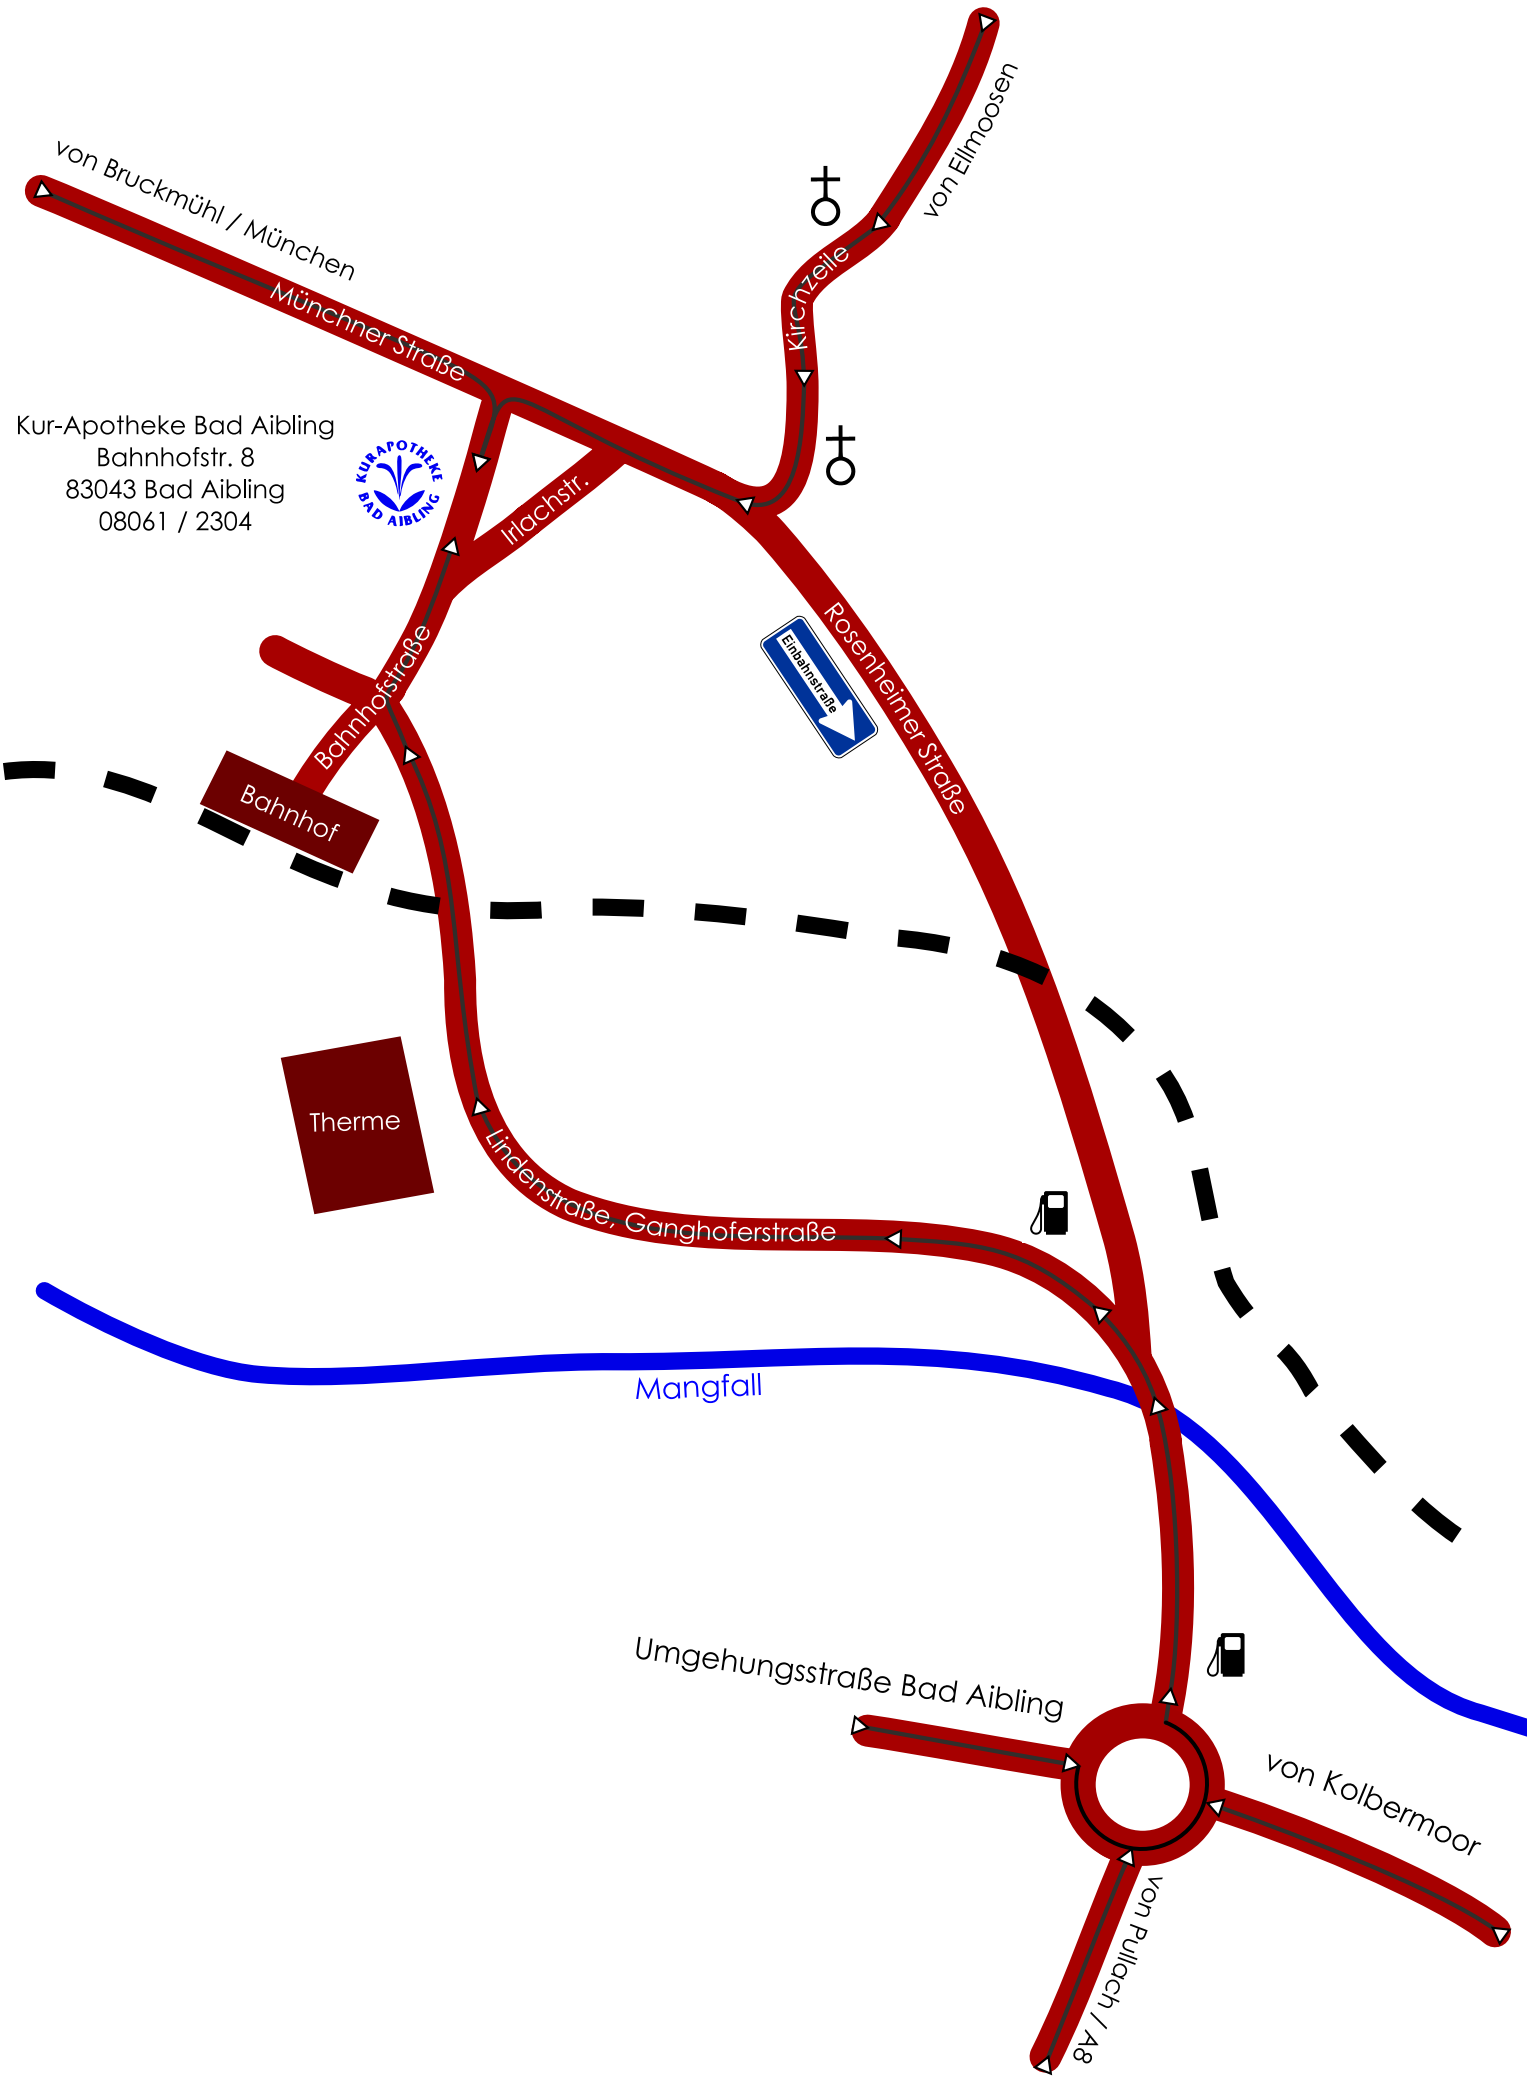 von Ellmoosen
von Bruckmühl / München
Kirchzeile
Münchner Straße
Kur-Apotheke Bad Aibling
Bahnhofstr. 8
83043 Bad Aibling
08061 / 2304
KURAPOTHEKE
BAD AIBLING
Irlachstr.
Einbahnstraße
Rosenheimer Straße
Bahnhofstraße
Bahnhof
Therme
Lindenstraße, Ganghoferstraße
Mangfall
Umgehungsstraße Bad Aibling
von Kolbermoor
von Pullach / A8